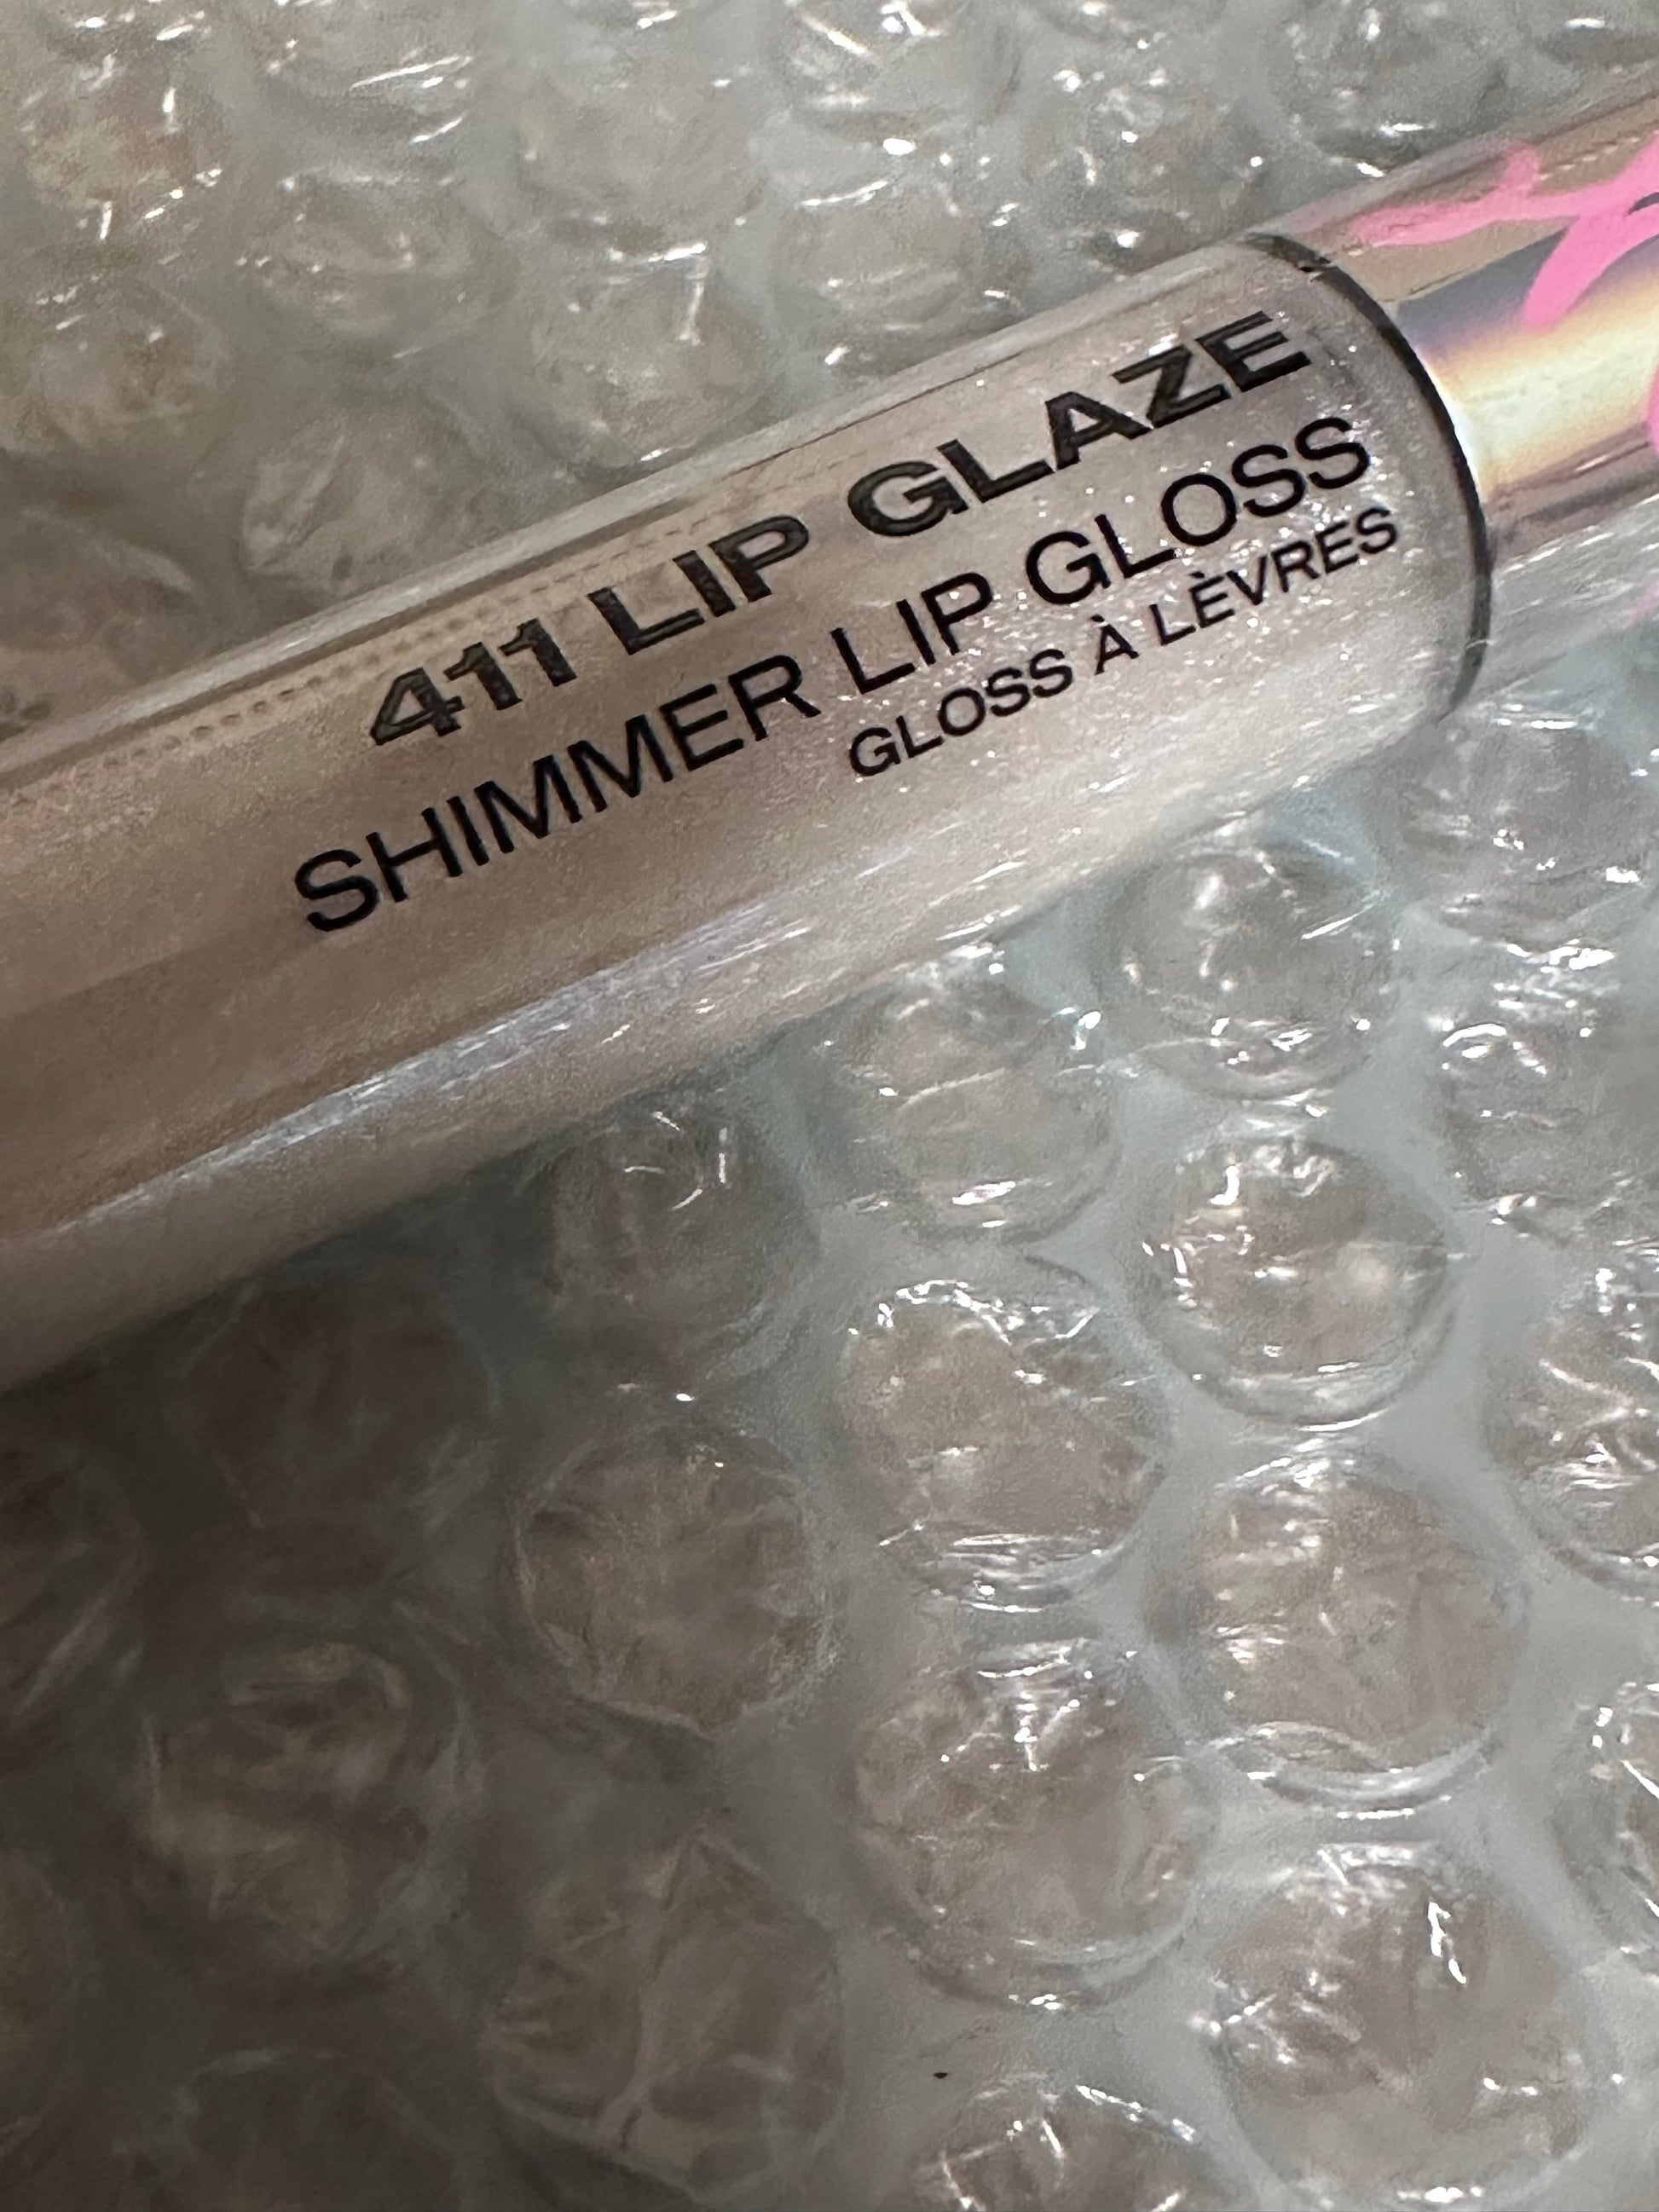 411 LIP GLAZE
SHIMMER LIP GLOSS
GLOSS À LÈVRES